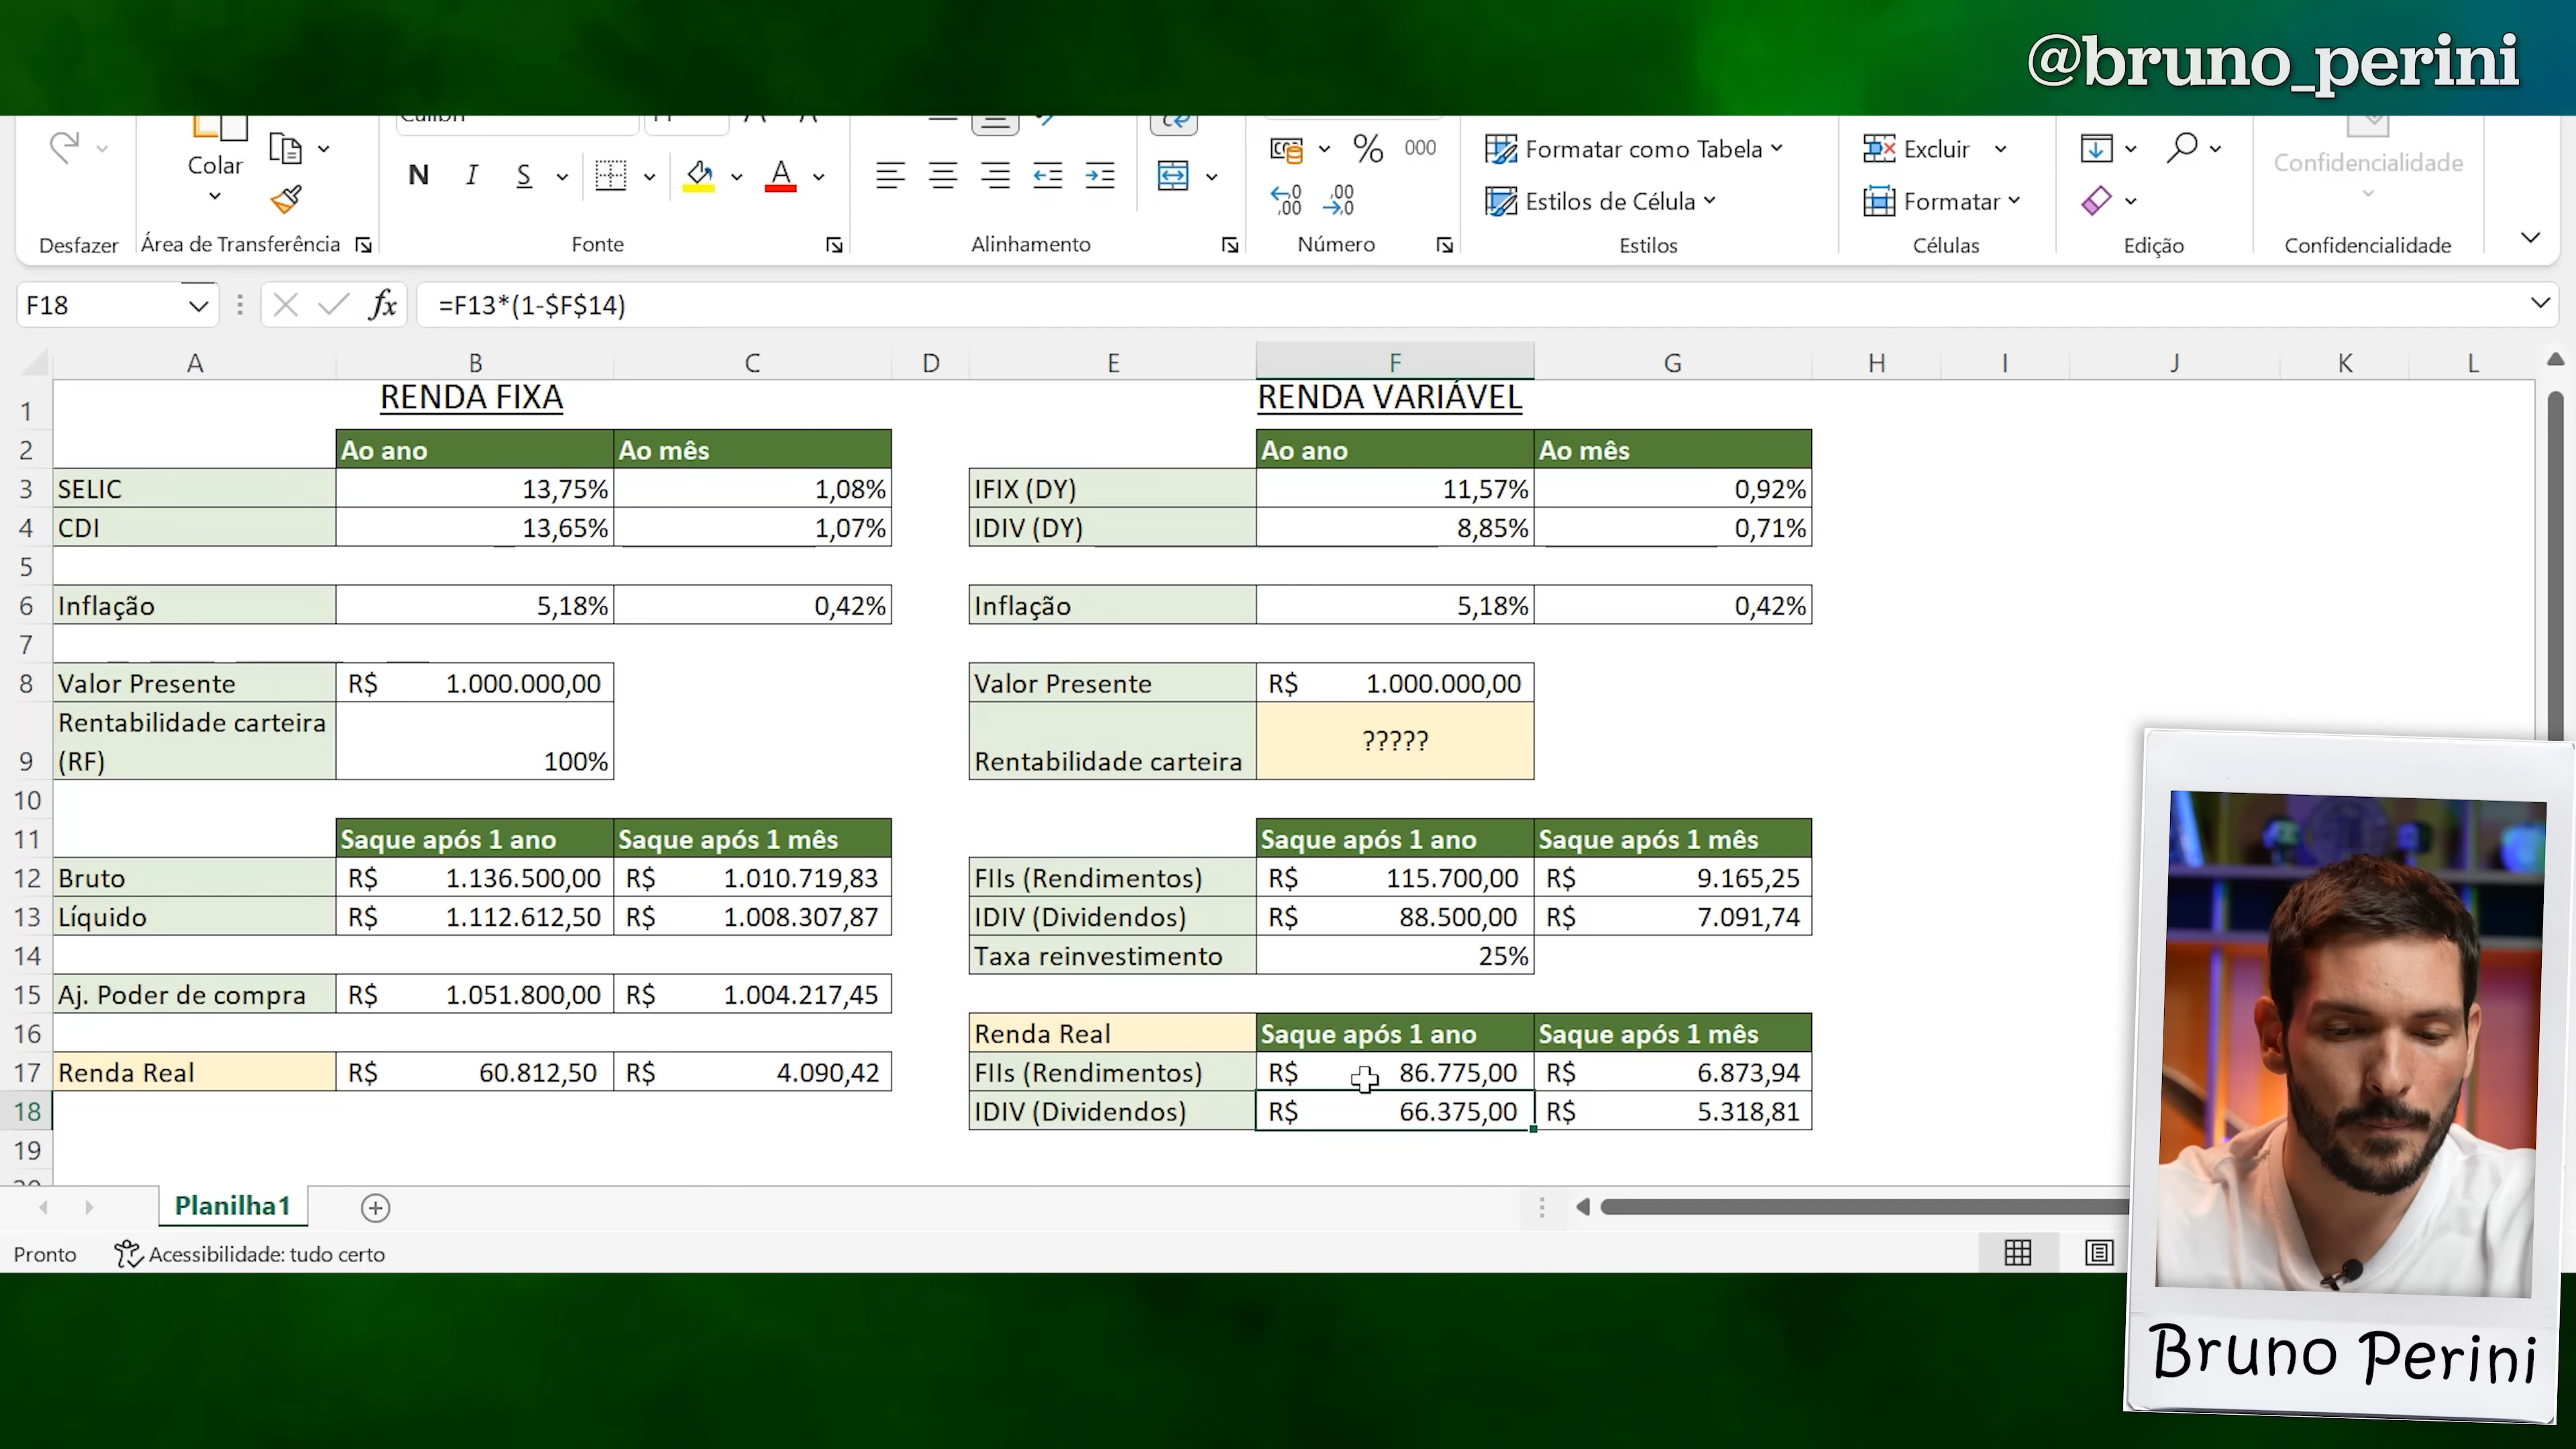 @bruno_perini
Colar
N I S
A
% 000
Formatar como Tabela
Excluir
Confidencialidade
Estilos de Célula
Formatar
Desfazer
Área de Transferência
Fonte
Alinhamento
Número
Estilos
Células
Edição
Confidencialidade
F18
fx
=F13*(1-$F$14)
A B C D E F G H I J K L
1 RENDA FIXA RENDA VARIÁVEL
2 Ao ano Ao mês Ao ano Ao mês
3 SELIC 13,75% 1,08% IFIX (DY) 11,57% 0,92%
4 CDI 13,65% 1,07% IDIV (DY) 8,85% 0,71%
5
6 Inflação 5,18% 0,42% Inflação 5,18% 0,42%
7
8 Valor Presente R$ 1.000.000,00 Valor Presente R$ 1.000.000,00
Rentabilidade carteira
9 (RF) 100% Rentabilidade carteira ?????
10
11 Saque após 1 ano Saque após 1 mês Saque após 1 ano Saque após 1 mês
12 Bruto R$ 1.136.500,00 R$ 1.010.719,83 FIIs (Rendimentos) R$ 115.700,00 R$ 9.165,25
13 Líquido R$ 1.112.612,50 R$ 1.008.307,87 IDIV (Dividendos) R$ 88.500,00 R$ 7.091,74
14 Taxa reinvestimento 25%
15 Aj. Poder de compra R$ 1.051.800,00 R$ 1.004.217,45
16 Renda Real Saque após 1 ano Saque após 1 mês
17 Renda Real R$ 60.812,50 R$ 4.090,42 FIIs (Rendimentos) R$ 86.775,00 R$ 6.873,94
18 IDIV (Dividendos) R$ 66.375,00 R$ 5.318,81
19
Planilha1
Pronto
Acessibilidade: tudo certo
Bruno Perini